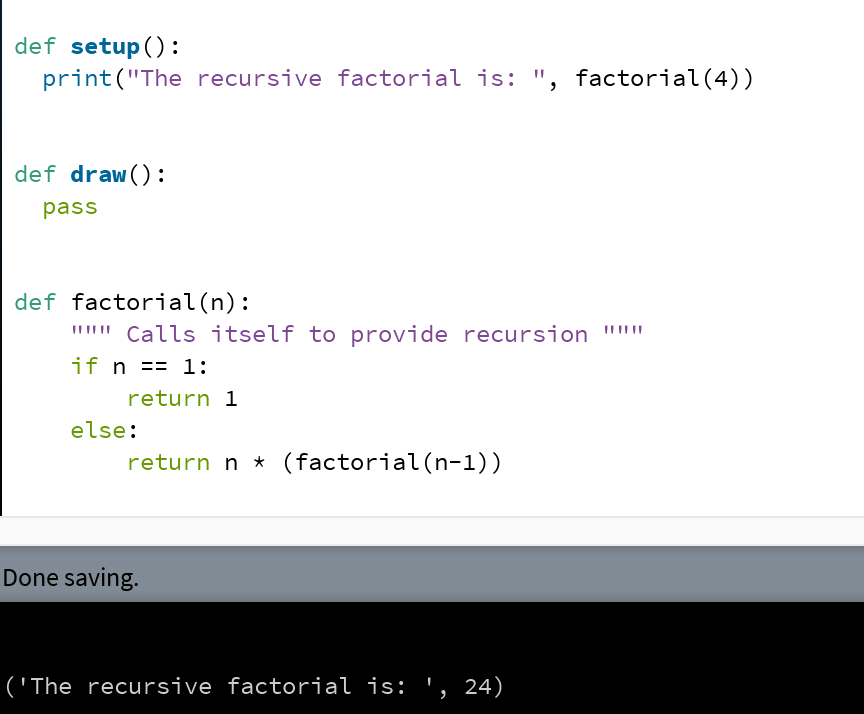 def setup():
  print("The recursive factorial is: ", factorial(4))
def draw():
  pass
def factorial(n):
    """ Calls itself to provide recursion """
    if n == 1:
        return 1
    else:
        return n * (factorial(n-1))
Done saving.
('The recursive factorial is: ', 24)